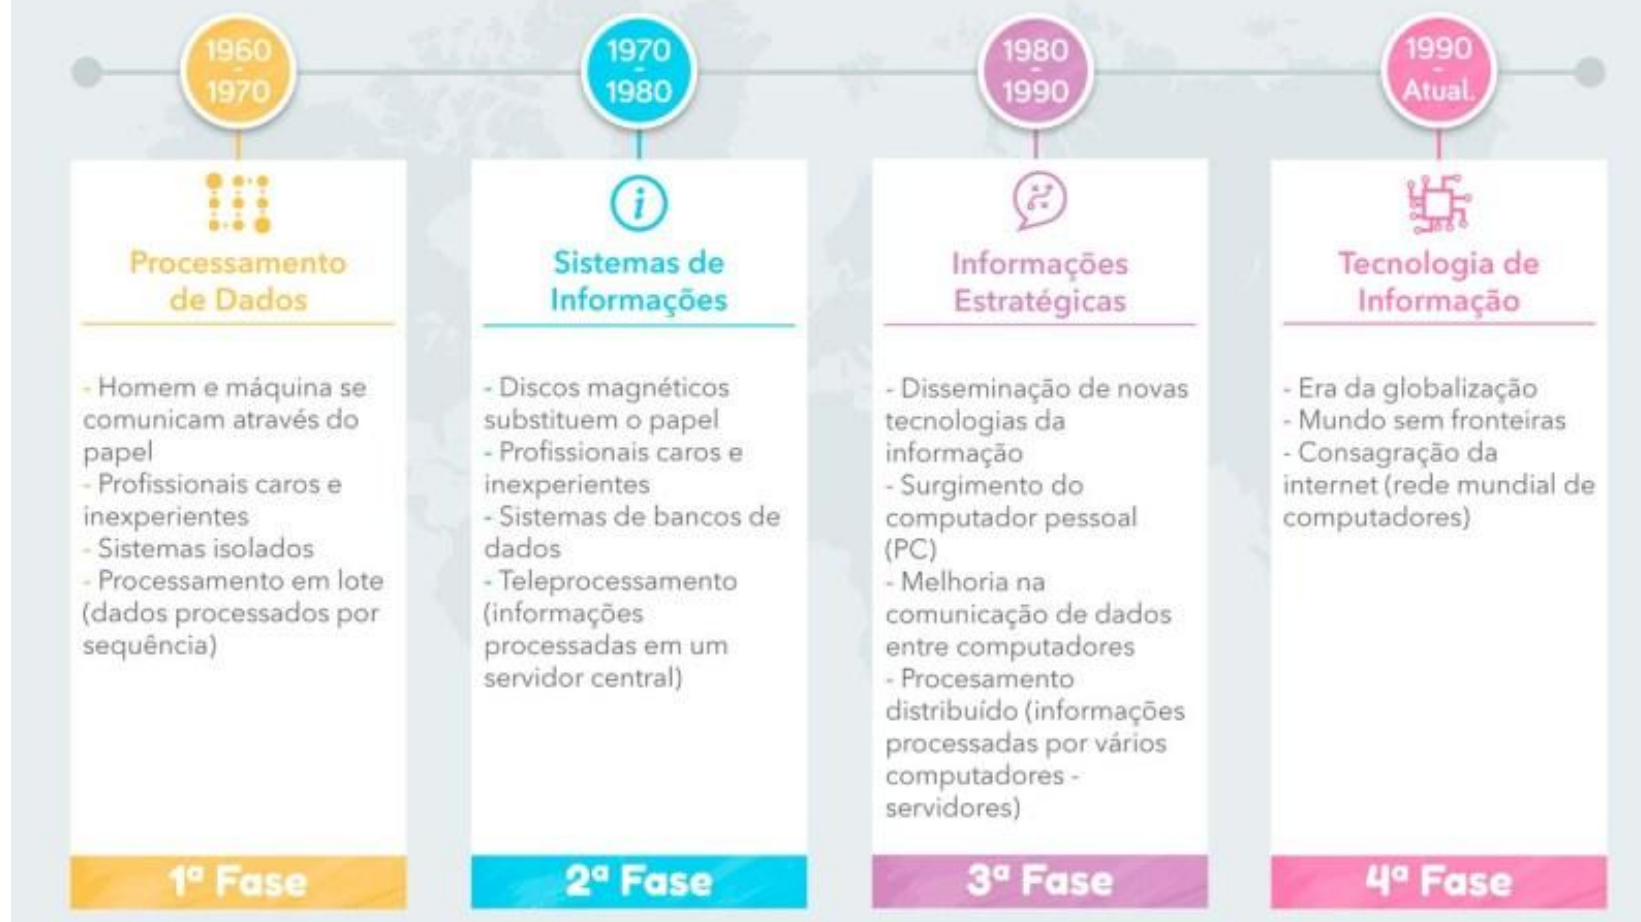 1960
-
1970
Processamento
de Dados
- Homem e máquina se
comunicam através do
papel
- Profissionais caros e
inexperientes
- Sistemas isolados
- Processamento em lote
(dados processados por
sequência)
1ª Fase
1970
-
1980
Sistemas de
Informações
- Discos magnéticos
substituem o papel
- Profissionais caros e
inexperientes
- Sistemas de bancos de
dados
- Teleprocessamento
(informações
processadas em um
servidor central)
2ª Fase
1980
-
1990
Informações
Estratégicas
- Disseminação de novas
tecnologias da
informação
- Surgimento do
computador pessoal
(PC)
- Melhoria na
comunicação de dados
entre computadores
- Procesamento
distribuído (informações
processadas por vários
computadores -
servidores)
3ª Fase
1990
-
Atual.
Tecnologia de
Informação
- Era da globalização
- Mundo sem fronteiras
- Consagração da
internet (rede mundial de
computadores)
4ª Fase